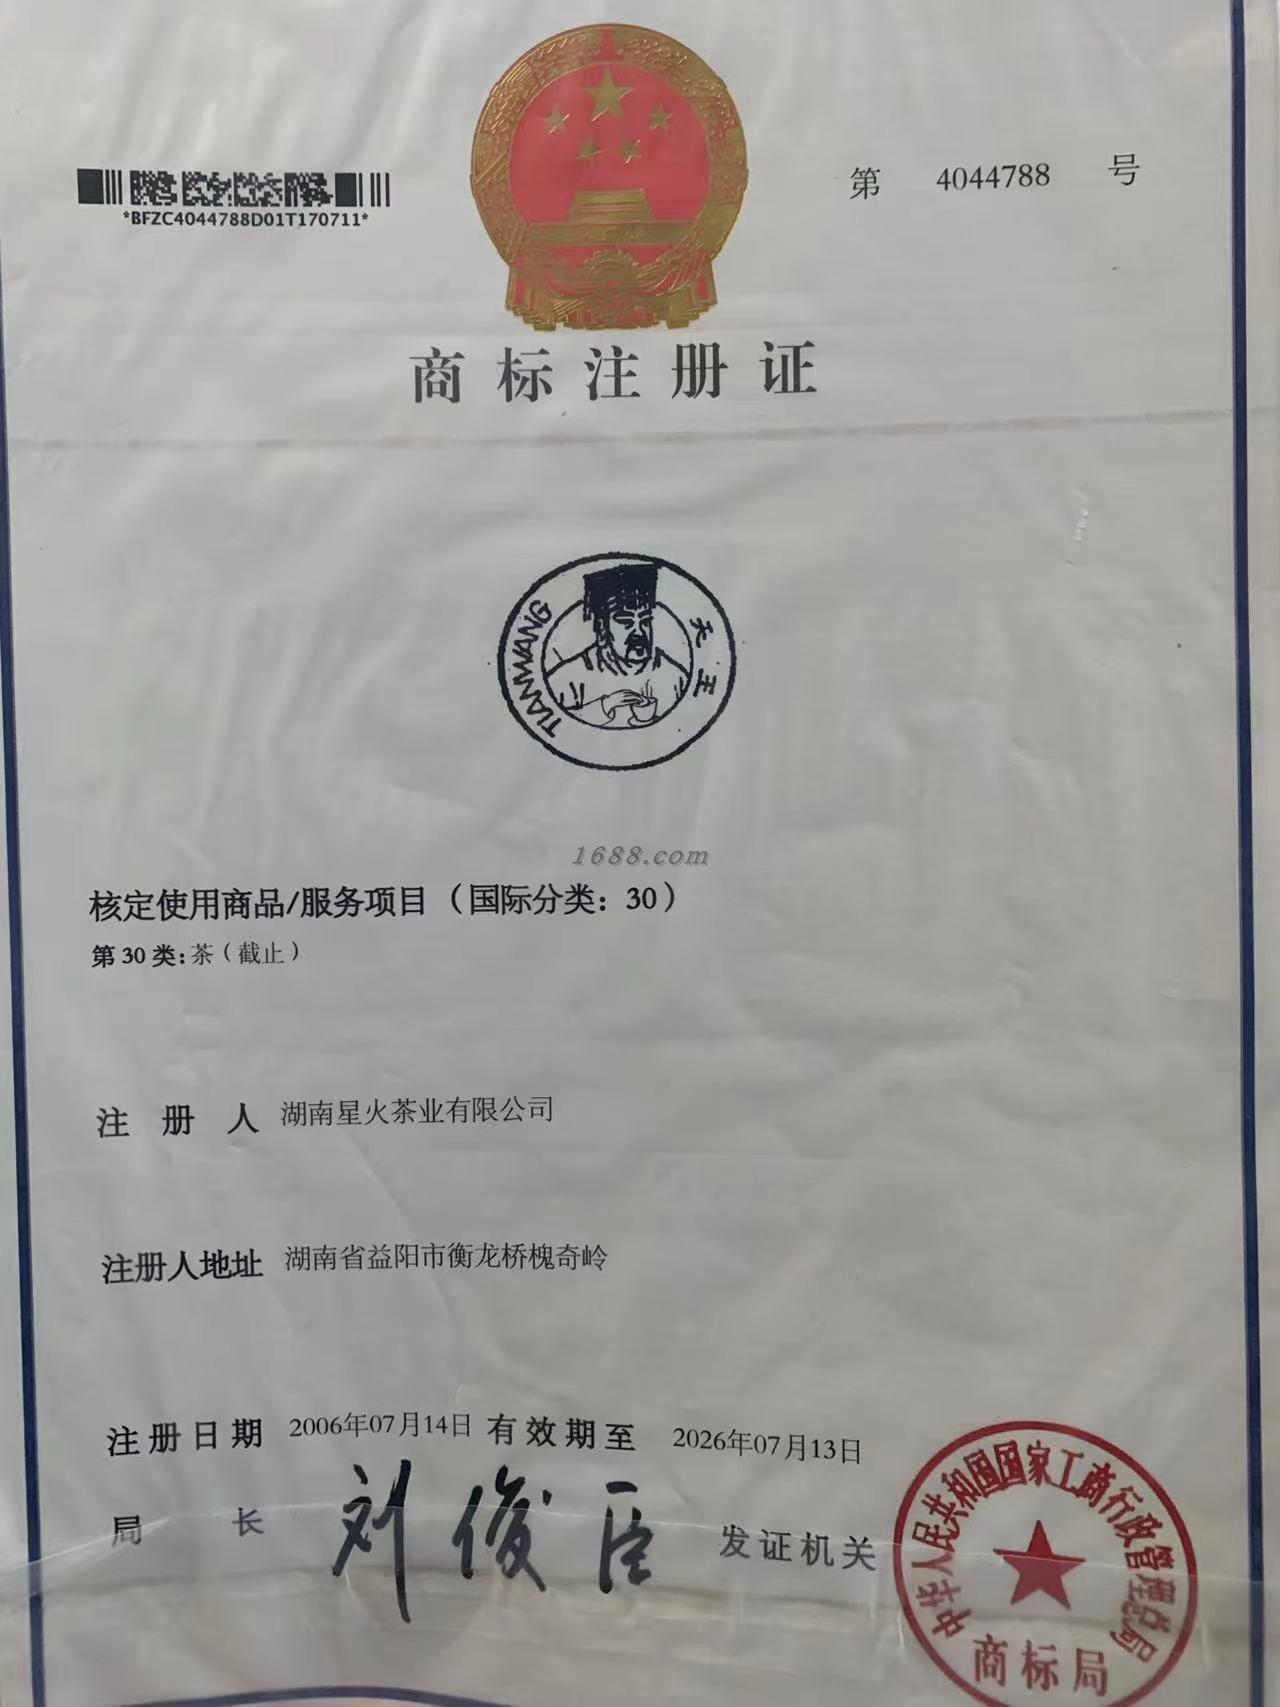 *BFZC4044788D01T170711*
第 4044788 号
商标注册证
TIANWANG
天王
1688.com
核定使用商品/服务项目（国际分类：30）
第 30 类：茶（截止）
注册人 湖南星火茶业有限公司
注册人地址 湖南省益阳市衡龙桥槐奇岭
注册日期 2006年07月14日 有效期至 2026年07月13日
局长 刘俊臣 发证机关
中华人民共和国国家工商行政管理总局
商标局